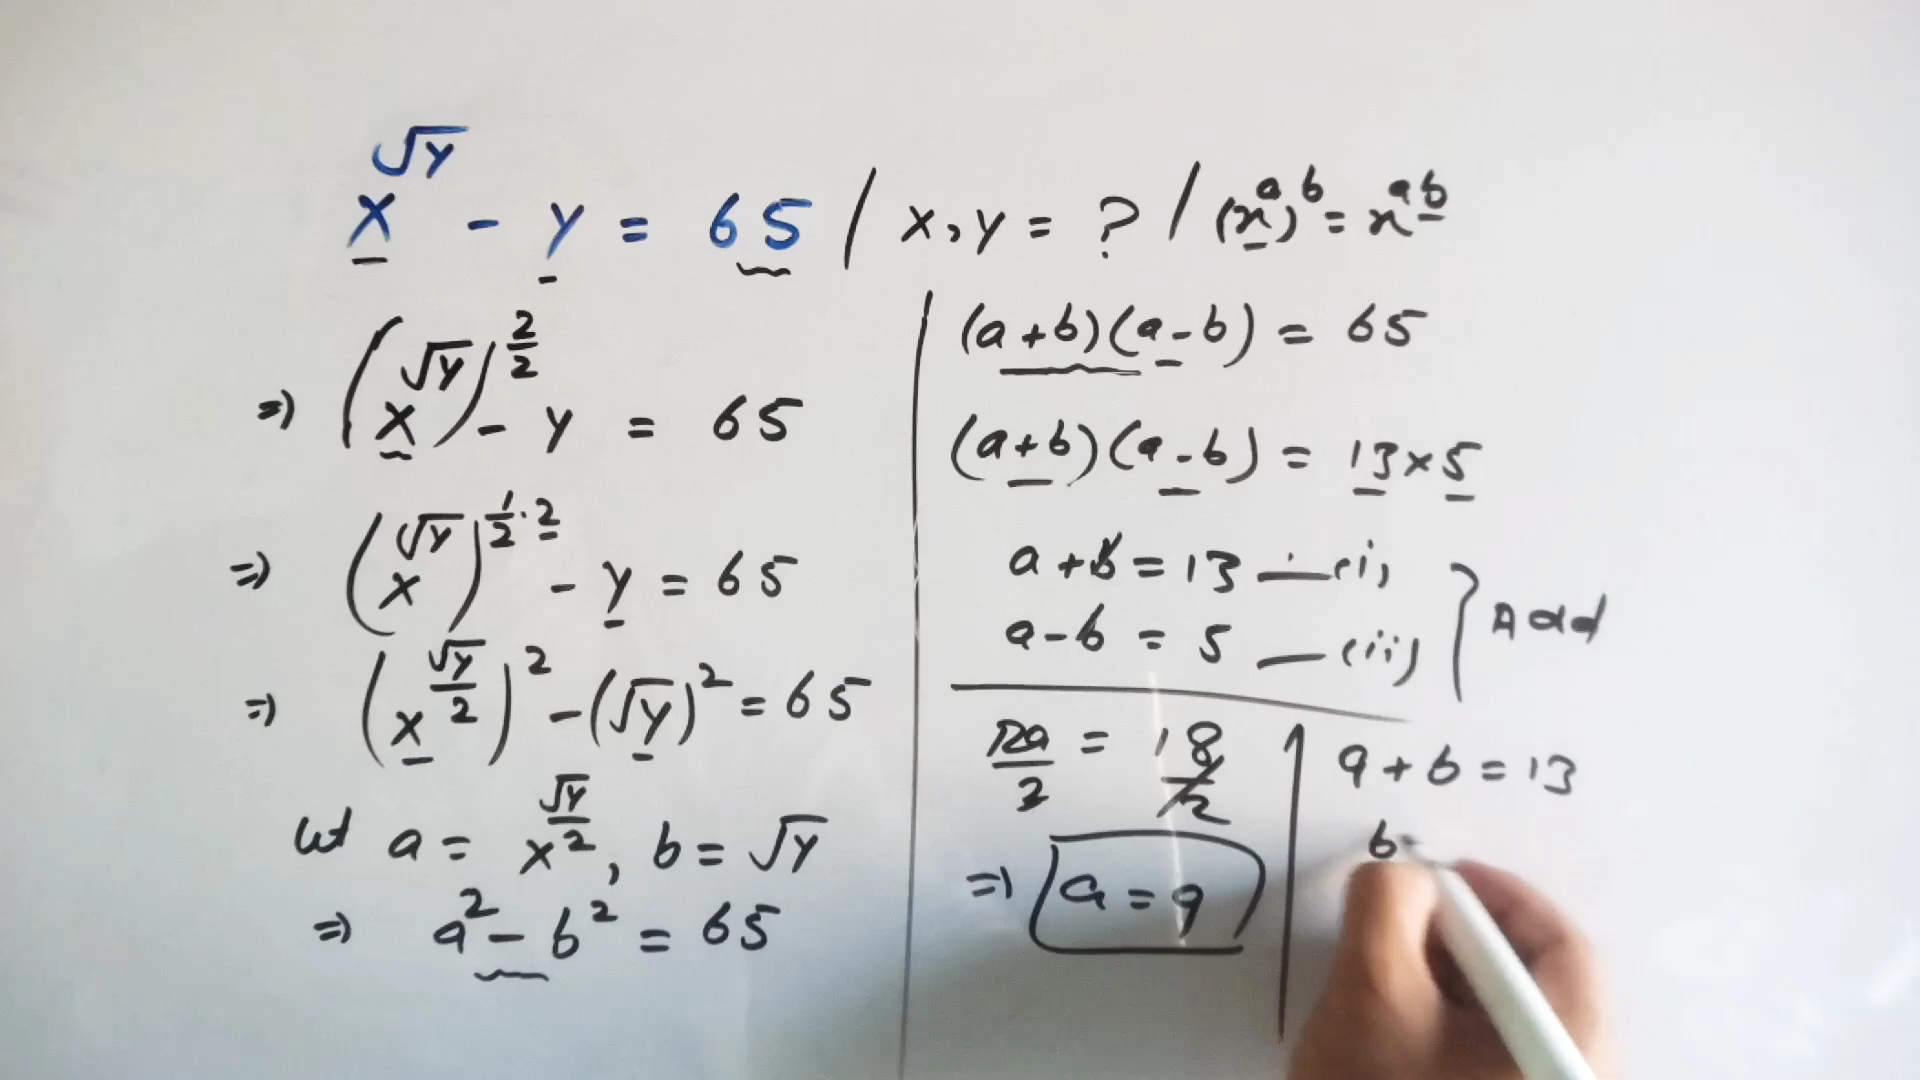 x^√y - y = 65 / x, y = ? / (x^a)^b = x^ab
⇒ (x^√y)^2/2 - y = 65
⇒ (x^√y)^1/2·2 - y = 65
⇒ (x^√y/2)^2 - (√y)^2 = 65
let a = x^√y/2, b = √y
⇒ a^2 - b^2 = 65
(a+b)(a-b) = 65
(a+b)(a-b) = 13×5
a + b = 13 —(i)
a - b = 5 —(ii)
Add
2a/2 = 18/2
⇒ a = 9
9 + b = 13
b